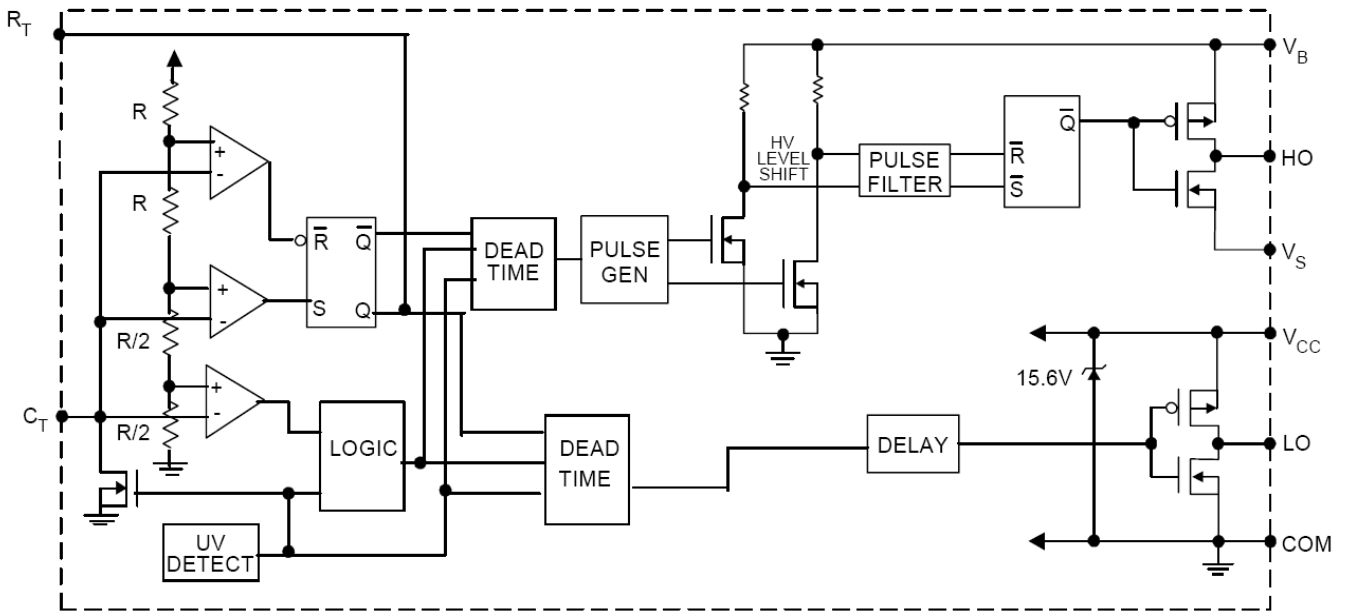 R_T
V_B
R
HV
LEVEL
SHIFT
PULSE
FILTER
R̅
S̅
Q̅
HO
R
R̅
Q̅
S
Q
DEAD
TIME
PULSE
GEN
V_S
R/2
V_CC
15.6V
C_T
R/2
LOGIC
DEAD
TIME
DELAY
LO
UV
DETECT
COM
+
-
+
-
+
-